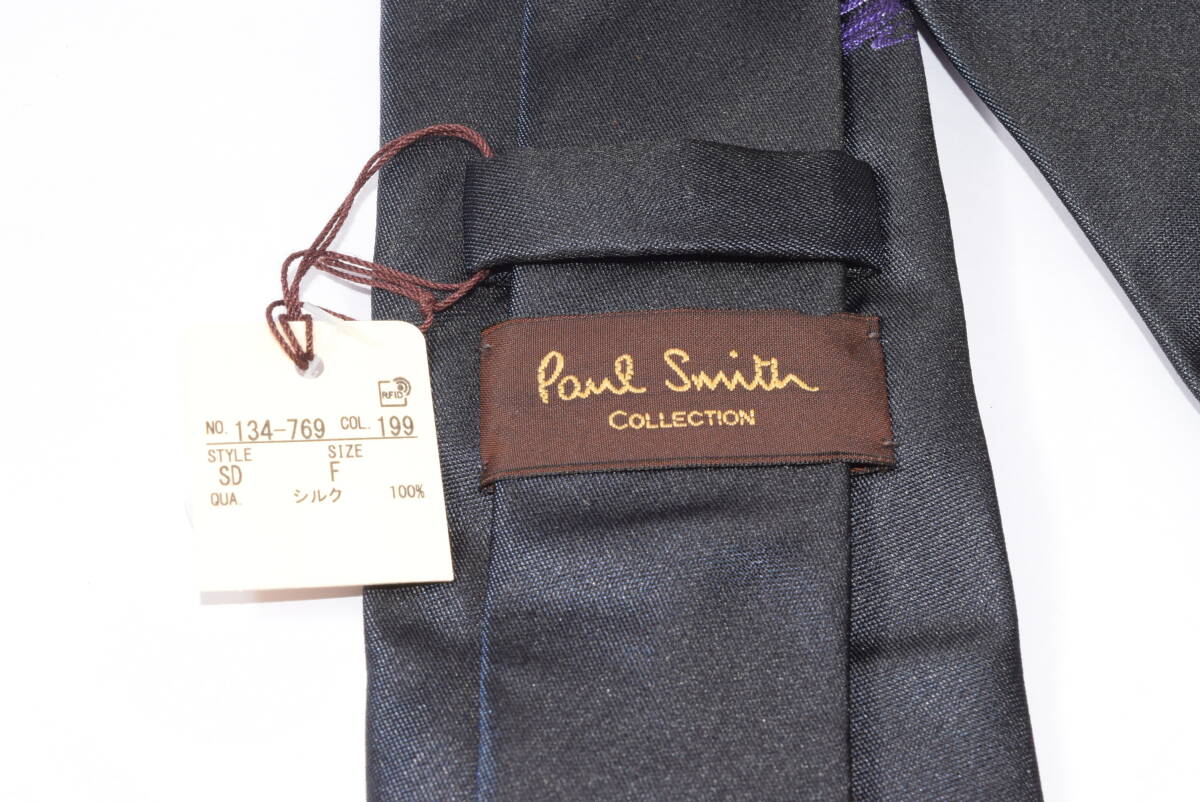 RFID
NO. 134-769 COL. 199
STYLE SIZE
SD F
QUA. シルク 100%
Paul Smith
COLLECTION